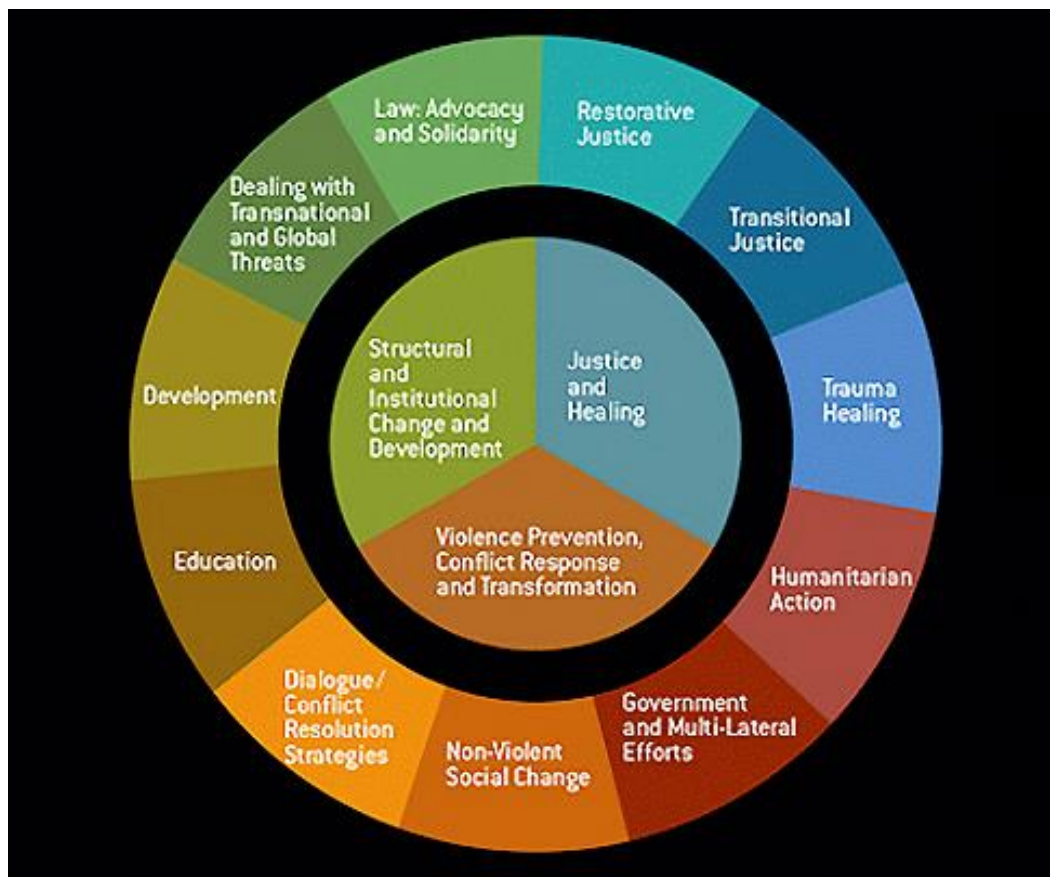 Law: Advocacy
and Solidarity
Restorative
Justice
Transitional
Justice
Trauma
Healing
Humanitarian
Action
Government
and Multi-Lateral
Efforts
Non-Violent
Social Change
Dialogue/
Conflict
Resolution
Strategies
Education
Development
Dealing with
Transnational
and Global
Threats
Structural
and
Institutional
Change and
Development
Justice
and
Healing
Violence Prevention,
Conflict Response
and Transformation